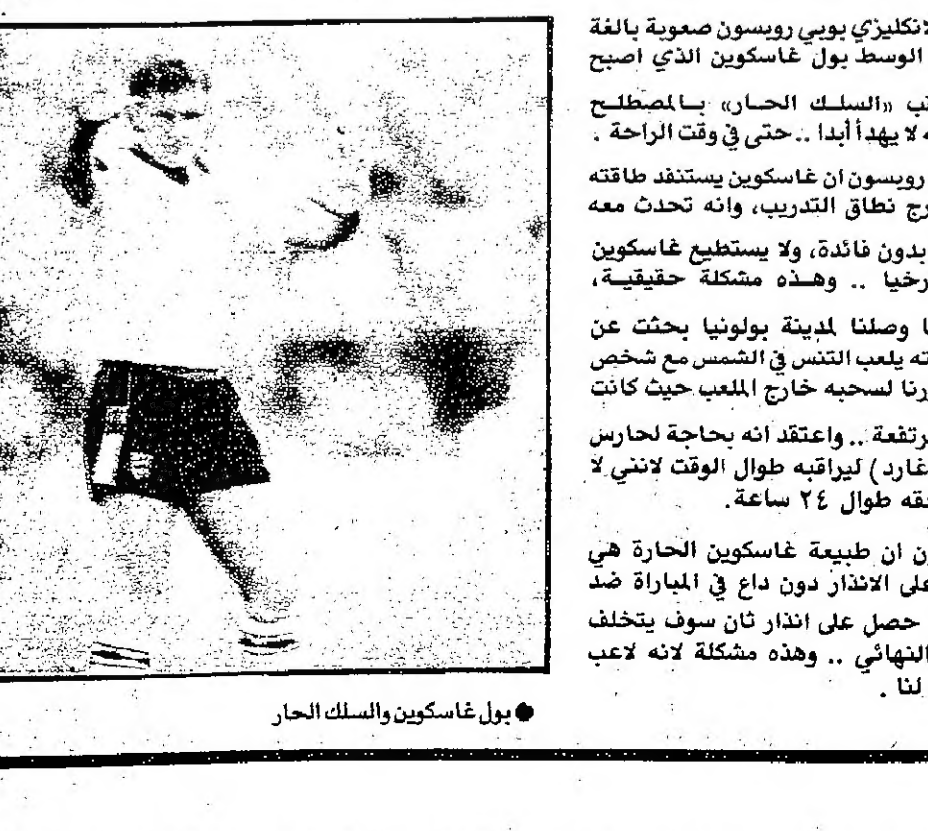 لانكليزي بوبي روبسون صعوبة بالغة
الوسط بول غاسكوين الذي اصبح
تب «السلك الحار» بالمصطلح
ه لا يهدأ أبدا .. حتى في وقت الراحة .
روبسون ان غاسكوين يستنفد طاقته
رج نطاق التدريب، وانه تحدث معه
بدون فائدة، ولا يستطيع غاسكوين
رخيا .. وهذه مشكلة حقيقية،
ا وصلنا لمدينة بولونيا بحثت عن
ته يلعب التنس في الشمس مع شخص
ررنا لسحبه خارج الملعب حيث كانت
رتفعة .. واعتقد انه بحاجة لحارس
غارد) ليراقبه طوال الوقت لانني لا
فقه طوال ٢٤ ساعة.
ون ان طبيعة غاسكوين الحارة هي
على الانذار دون داع في المباراة ضد
حصل على انذار ثان سوف يتخلف
النهائي .. وهذه مشكلة لانه لاعب
لنا .
● بول غاسكوين والسلك الحار